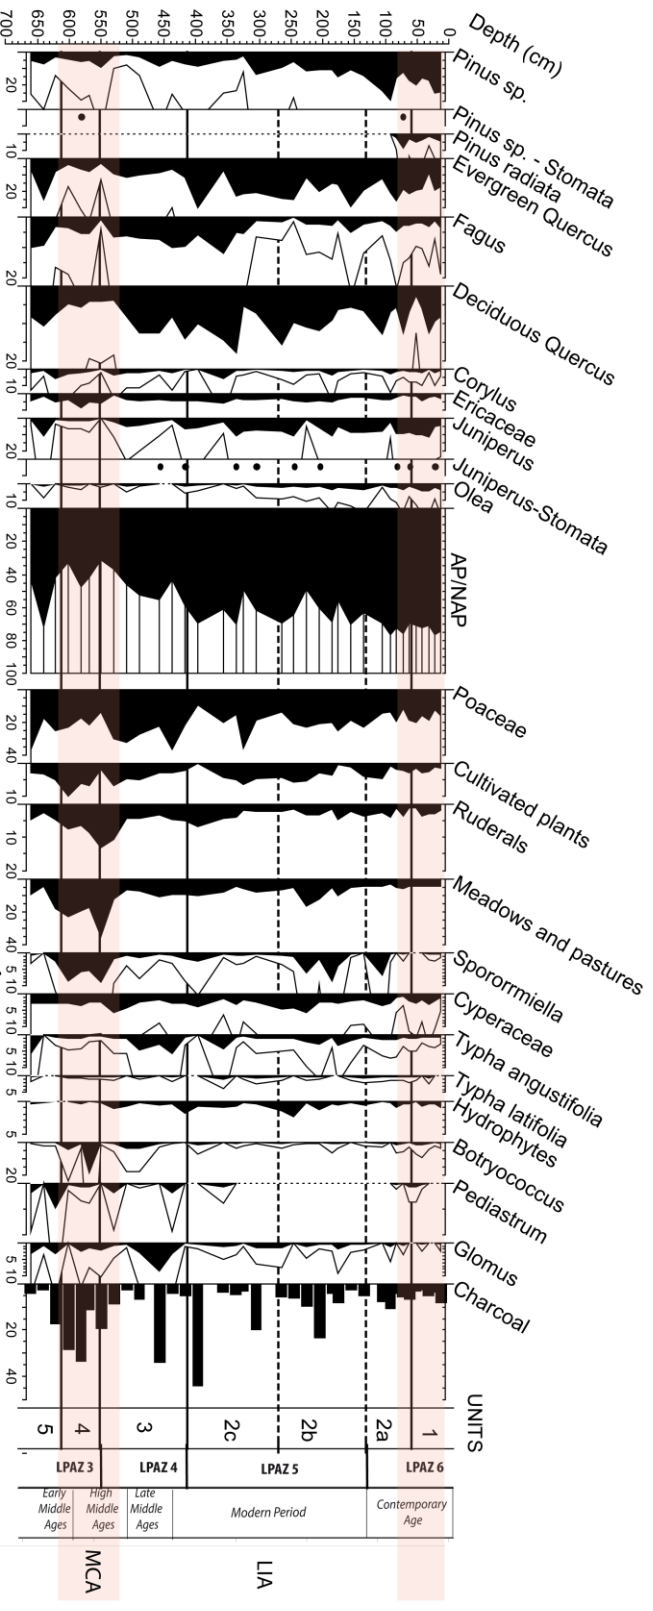 Depth (cm)
0
50
100
150
200
250
300
350
400
450
500
550
600
650
700
Pinus sp.
20
Pinus sp. - Stomata
Pinus radiata
10
Evergreen Quercus
20
Fagus
20
Deciduous Quercus
20
Corylus
10
Ericaceae
Juniperus
20
Juniperus-Stomata
Olea
10
AP/NAP
20
40
60
80
100
Poaceae
20
40
Cultivated plants
10
Ruderals
10
20
Meadows and pastures
20
40
Sporormiella
5
10
Cyperaceae
5
10
Typha angustifolia
5
10
Typha latifolia
5
Hydrophytes
5
Botryococcus
20
Pediastrum
Glomus
5
10
Charcoal
20
40
UNITS
1
2a
2b
2c
3
4
5
LPAZ 3
LPAZ 4
LPAZ 5
LPAZ 6
Early
Middle
Ages
High
Middle
Ages
Late
Middle
Ages
Modern Period
Contemporary
Age
MCA
LIA